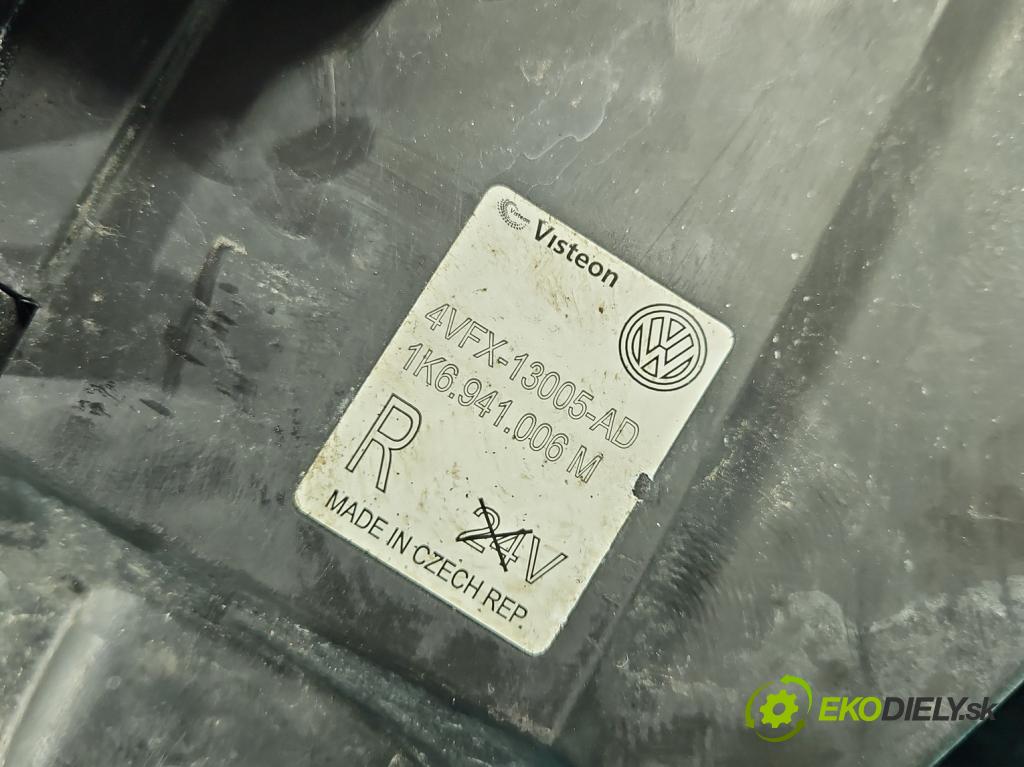 Visteon
Visteon
4VFX-13005-AD
1K6.941.006 M
R
24V
MADE IN CZECH REP.
EKODIELY.sk